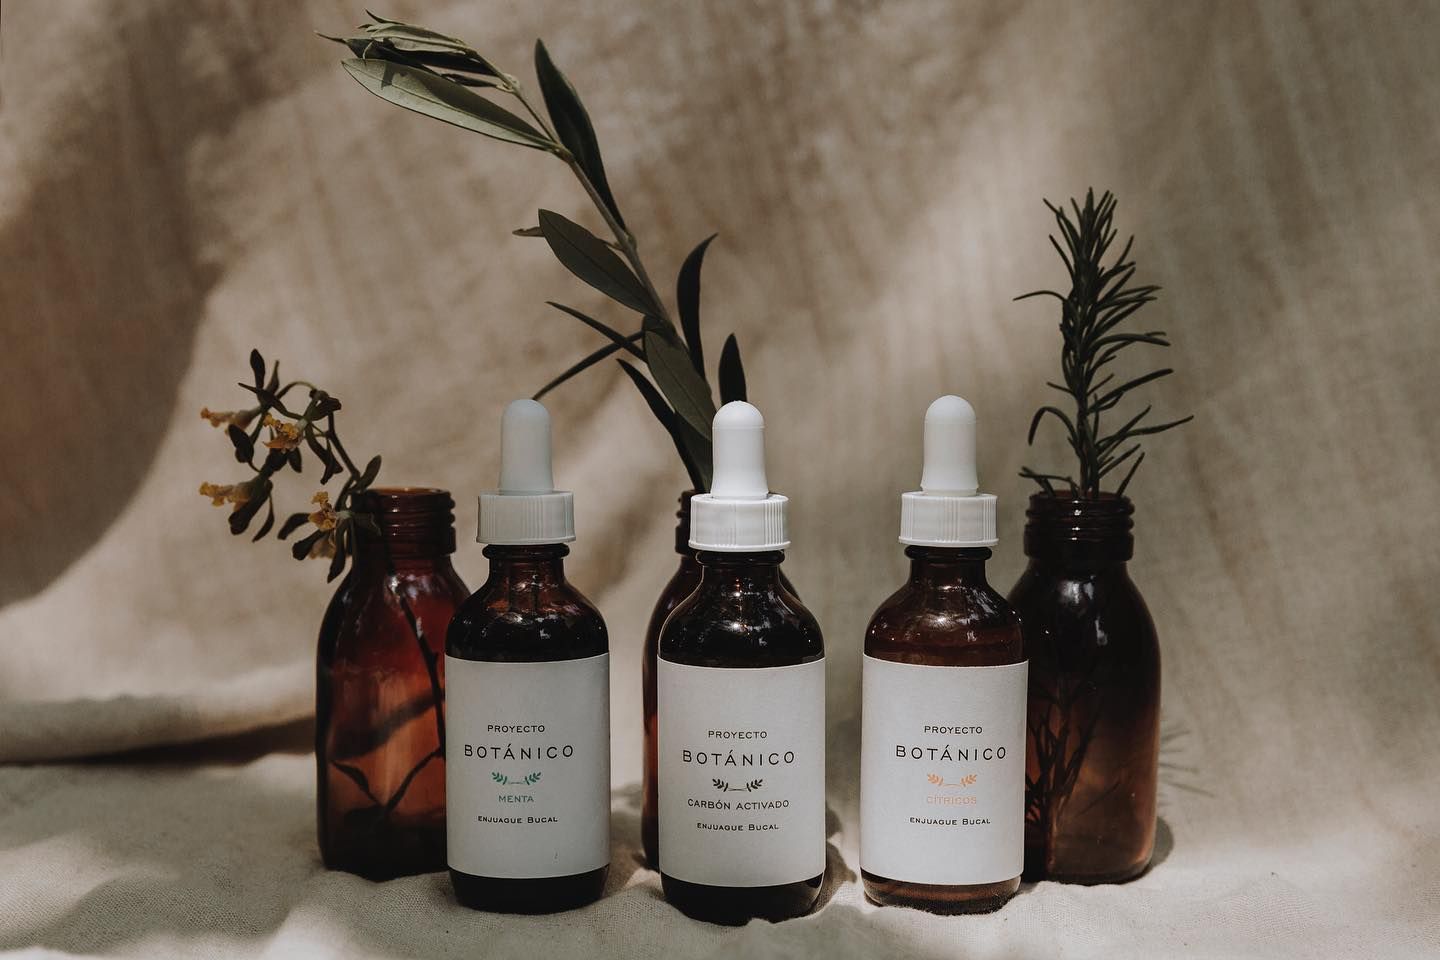 PROYECTO
BOTÁNICO
MENTA
ENJUAGUE BUCAL
PROYECTO
BOTÁNICO
CARBÓN ACTIVADO
ENJUAGUE BUCAL
PROYECTO
BOTÁNICO
CÍTRICOS
ENJUAGUE BUCAL